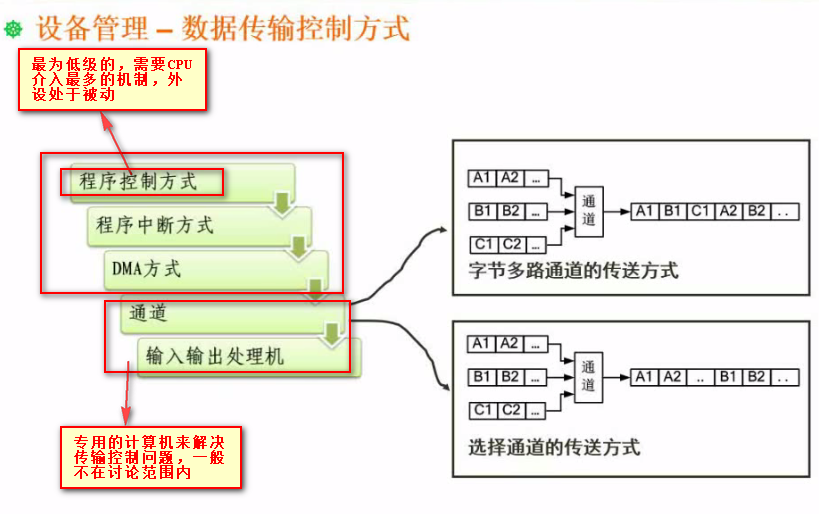 设备管理 – 数据传输控制方式
最为低级的，需要CPU
介入最多的机制，外
设处于被动
程序控制方式
程序中断方式
DMA方式
通道
输入输出处理机
专用的计算机来解决
传输控制问题，一般
不在讨论范围内
A1 A2 ...
B1 B2 ...
C1 C2 ...
通道
A1 B1 C1 A2 B2 . .
字节多路通道的传送方式
A1 A2 ...
B1 B2 ...
C1 C2 ...
通道
A1 A2 .. B1 B2 . .
选择通道的传送方式